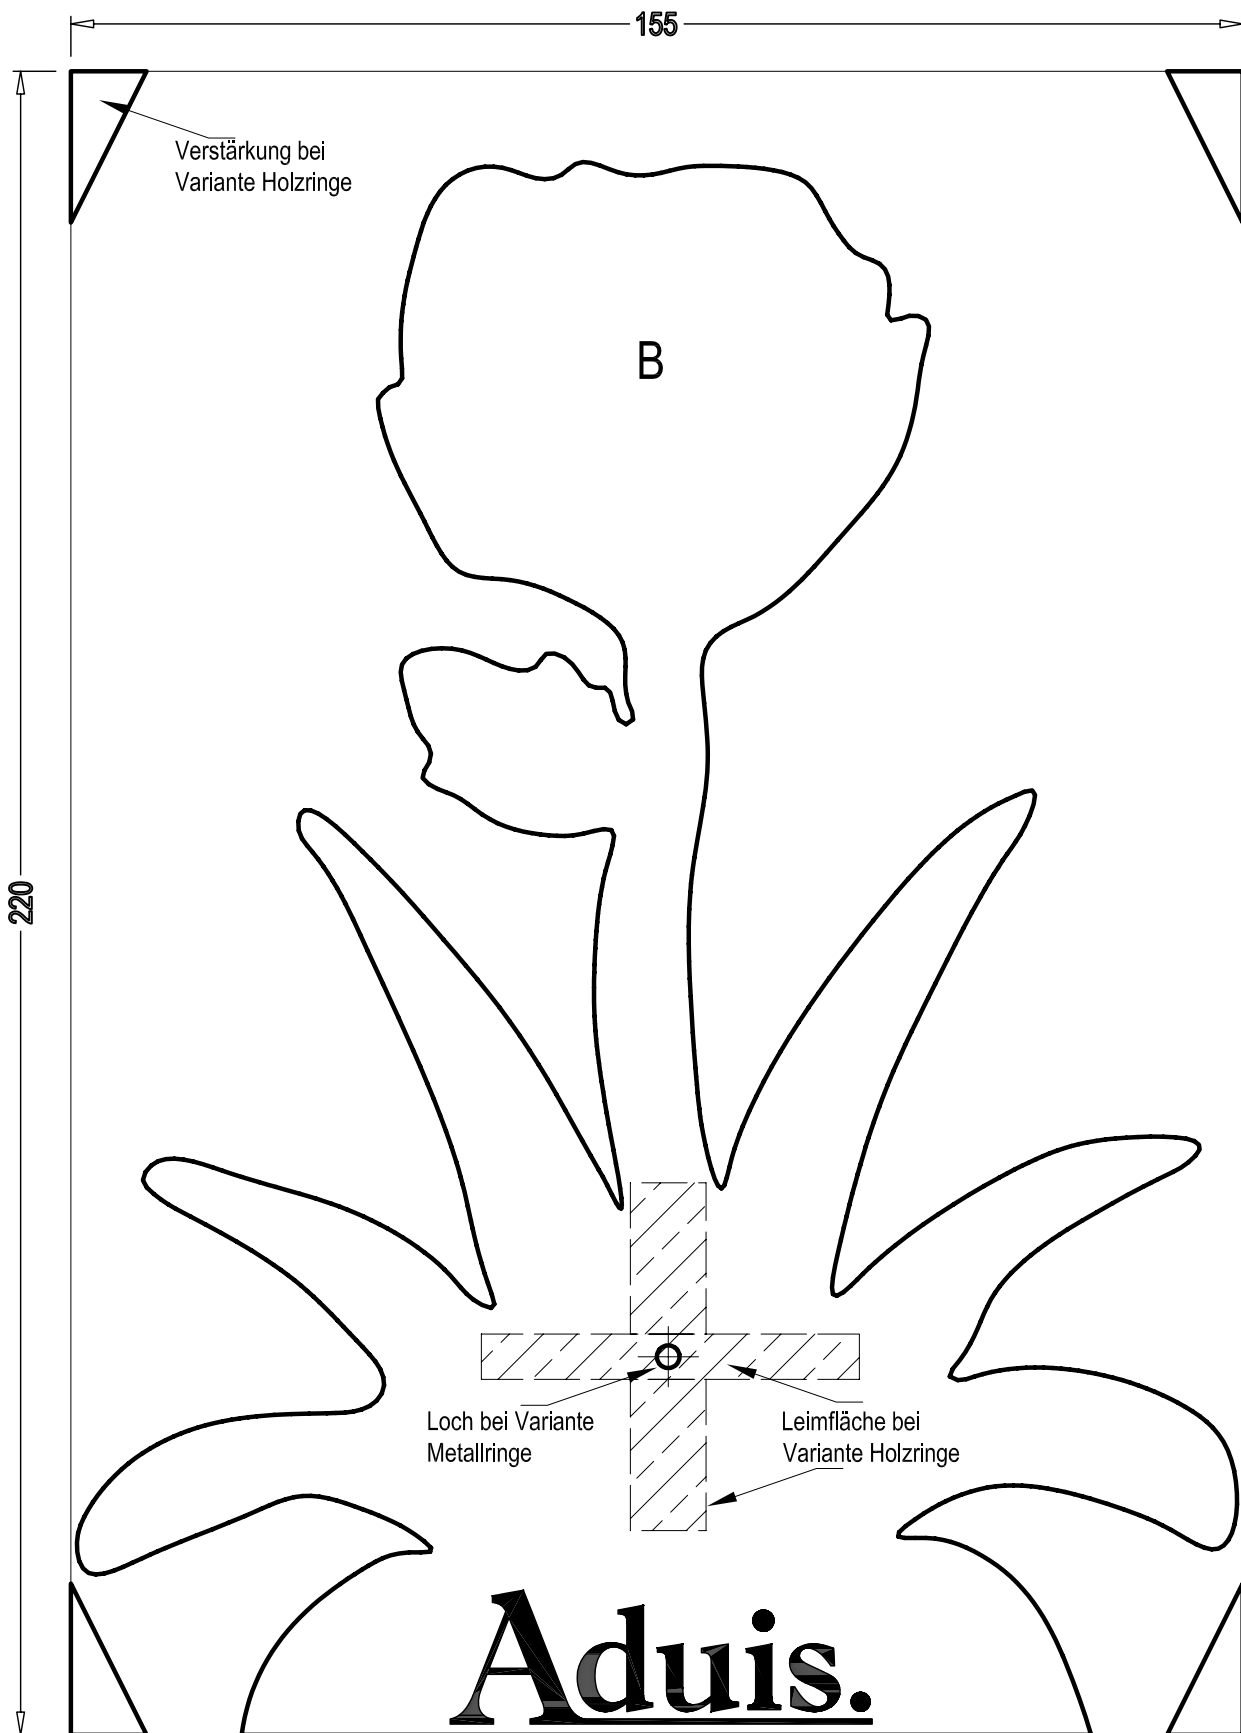 155
Verstärkung bei
Variante Holzringe
B
220
Loch bei Variante
Metallringe
Leimfläche bei
Variante Holzringe
Aduis.